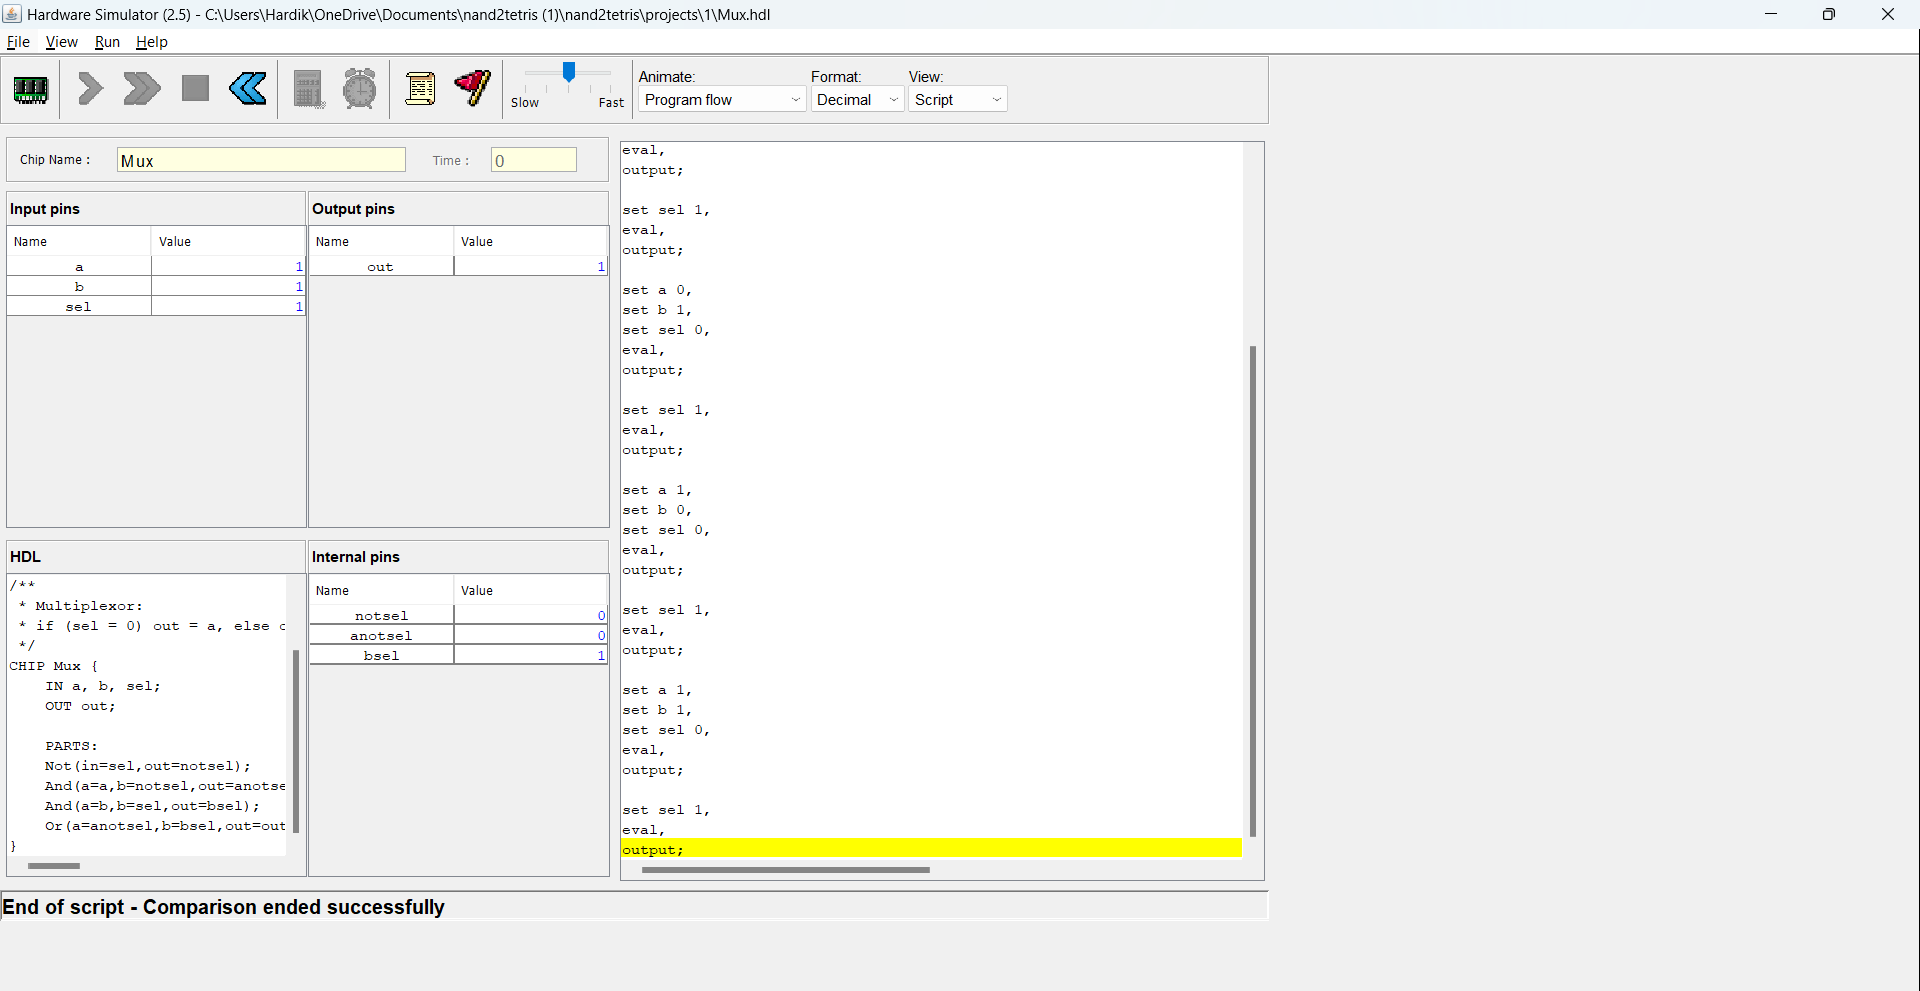 Hardware Simulator (2.5) - C:\Users\Hardik\OneDrive\Documents\nand2tetris (1)\nand2tetris\projects\1\Mux.hdl
File View Run Help
Slow Fast
Animate: Format: View:
Program flow Decimal Script
Chip Name : Mux Time : 0
Input pins
Name Value
a 1
b 1
sel 1
Output pins
Name Value
out 1
HDL
/**
 * Multiplexor:
 * if (sel = 0) out = a, else
 */
CHIP Mux {
    IN a, b, sel;
    OUT out;

    PARTS:
    Not(in=sel,out=notsel);
    And(a=a,b=notsel,out=anotse
    And(a=b,b=sel,out=bsel);
    Or(a=anotsel,b=bsel,out=out
}
Internal pins
Name Value
notsel 0
anotsel 0
bsel 1
eval,
output;

set sel 1,
eval,
output;

set a 0,
set b 1,
set sel 0,
eval,
output;

set sel 1,
eval,
output;

set a 1,
set b 0,
set sel 0,
eval,
output;

set sel 1,
eval,
output;

set a 1,
set b 1,
set sel 0,
eval,
output;

set sel 1,
eval,
output;
End of script - Comparison ended successfully